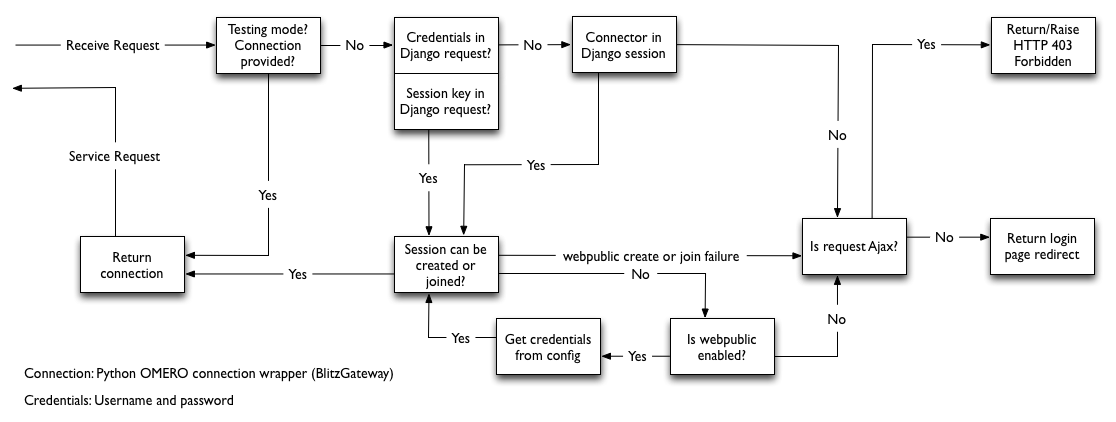 Receive Request
Testing mode?
Connection
provided?
No
Credentials in
Django request?
Session key in
Django request?
No
Connector in
Django session
Yes
Return/Raise
HTTP 403
Forbidden
No
Service Request
Yes
Yes
Yes
Return
connection
Yes
Session can be
created or
joined?
webpublic create or join failure
No
Is request Ajax?
No
Return login
page redirect
Yes
Get credentials
from config
Yes
Is webpublic
enabled?
No
Connection: Python OMERO connection wrapper (BlitzGateway)
Credentials: Username and password